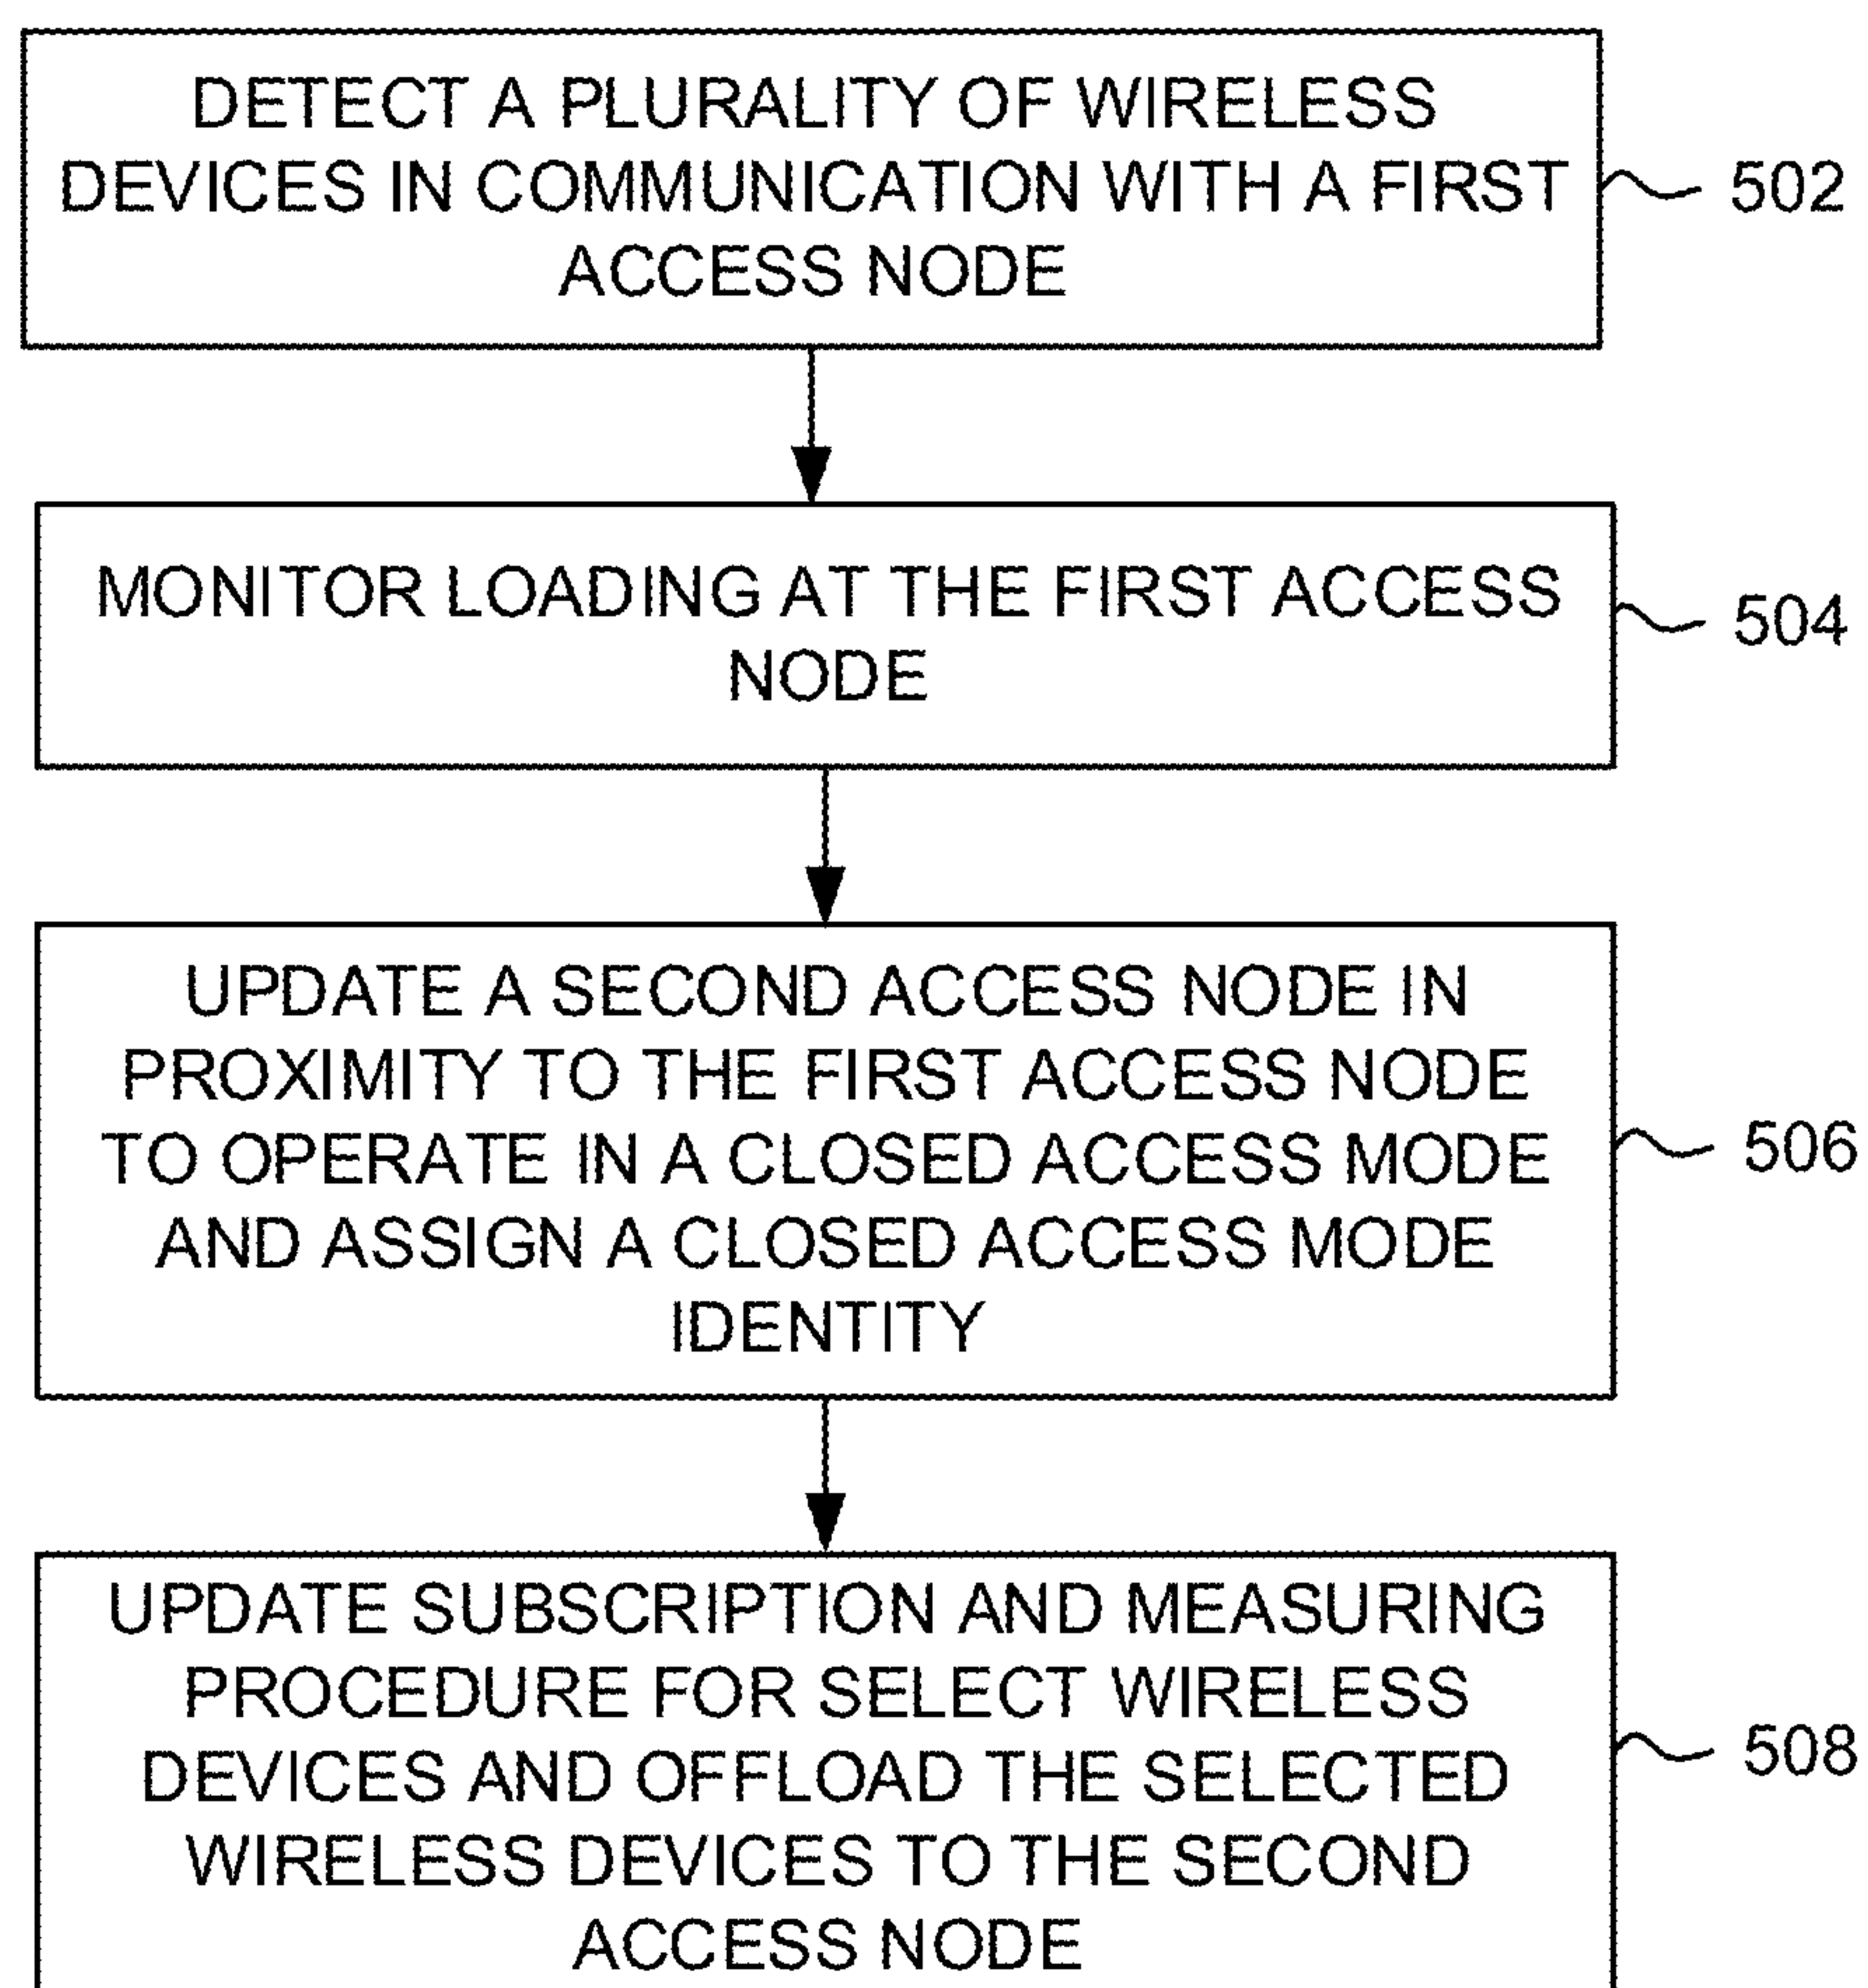 DETECT A PLURALITY OF WIRELESS
DEVICES IN COMMUNICATION WITH A FIRST
ACCESS NODE
502
MONITOR LOADING AT THE FIRST ACCESS
NODE
504
UPDATE A SECOND ACCESS NODE IN
PROXIMITY TO THE FIRST ACCESS NODE
TO OPERATE IN A CLOSED ACCESS MODE
AND ASSIGN A CLOSED ACCESS MODE
IDENTITY
506
UPDATE SUBSCRIPTION AND MEASURING
PROCEDURE FOR SELECT WIRELESS
DEVICES AND OFFLOAD THE SELECTED
WIRELESS DEVICES TO THE SECOND
ACCESS NODE
508